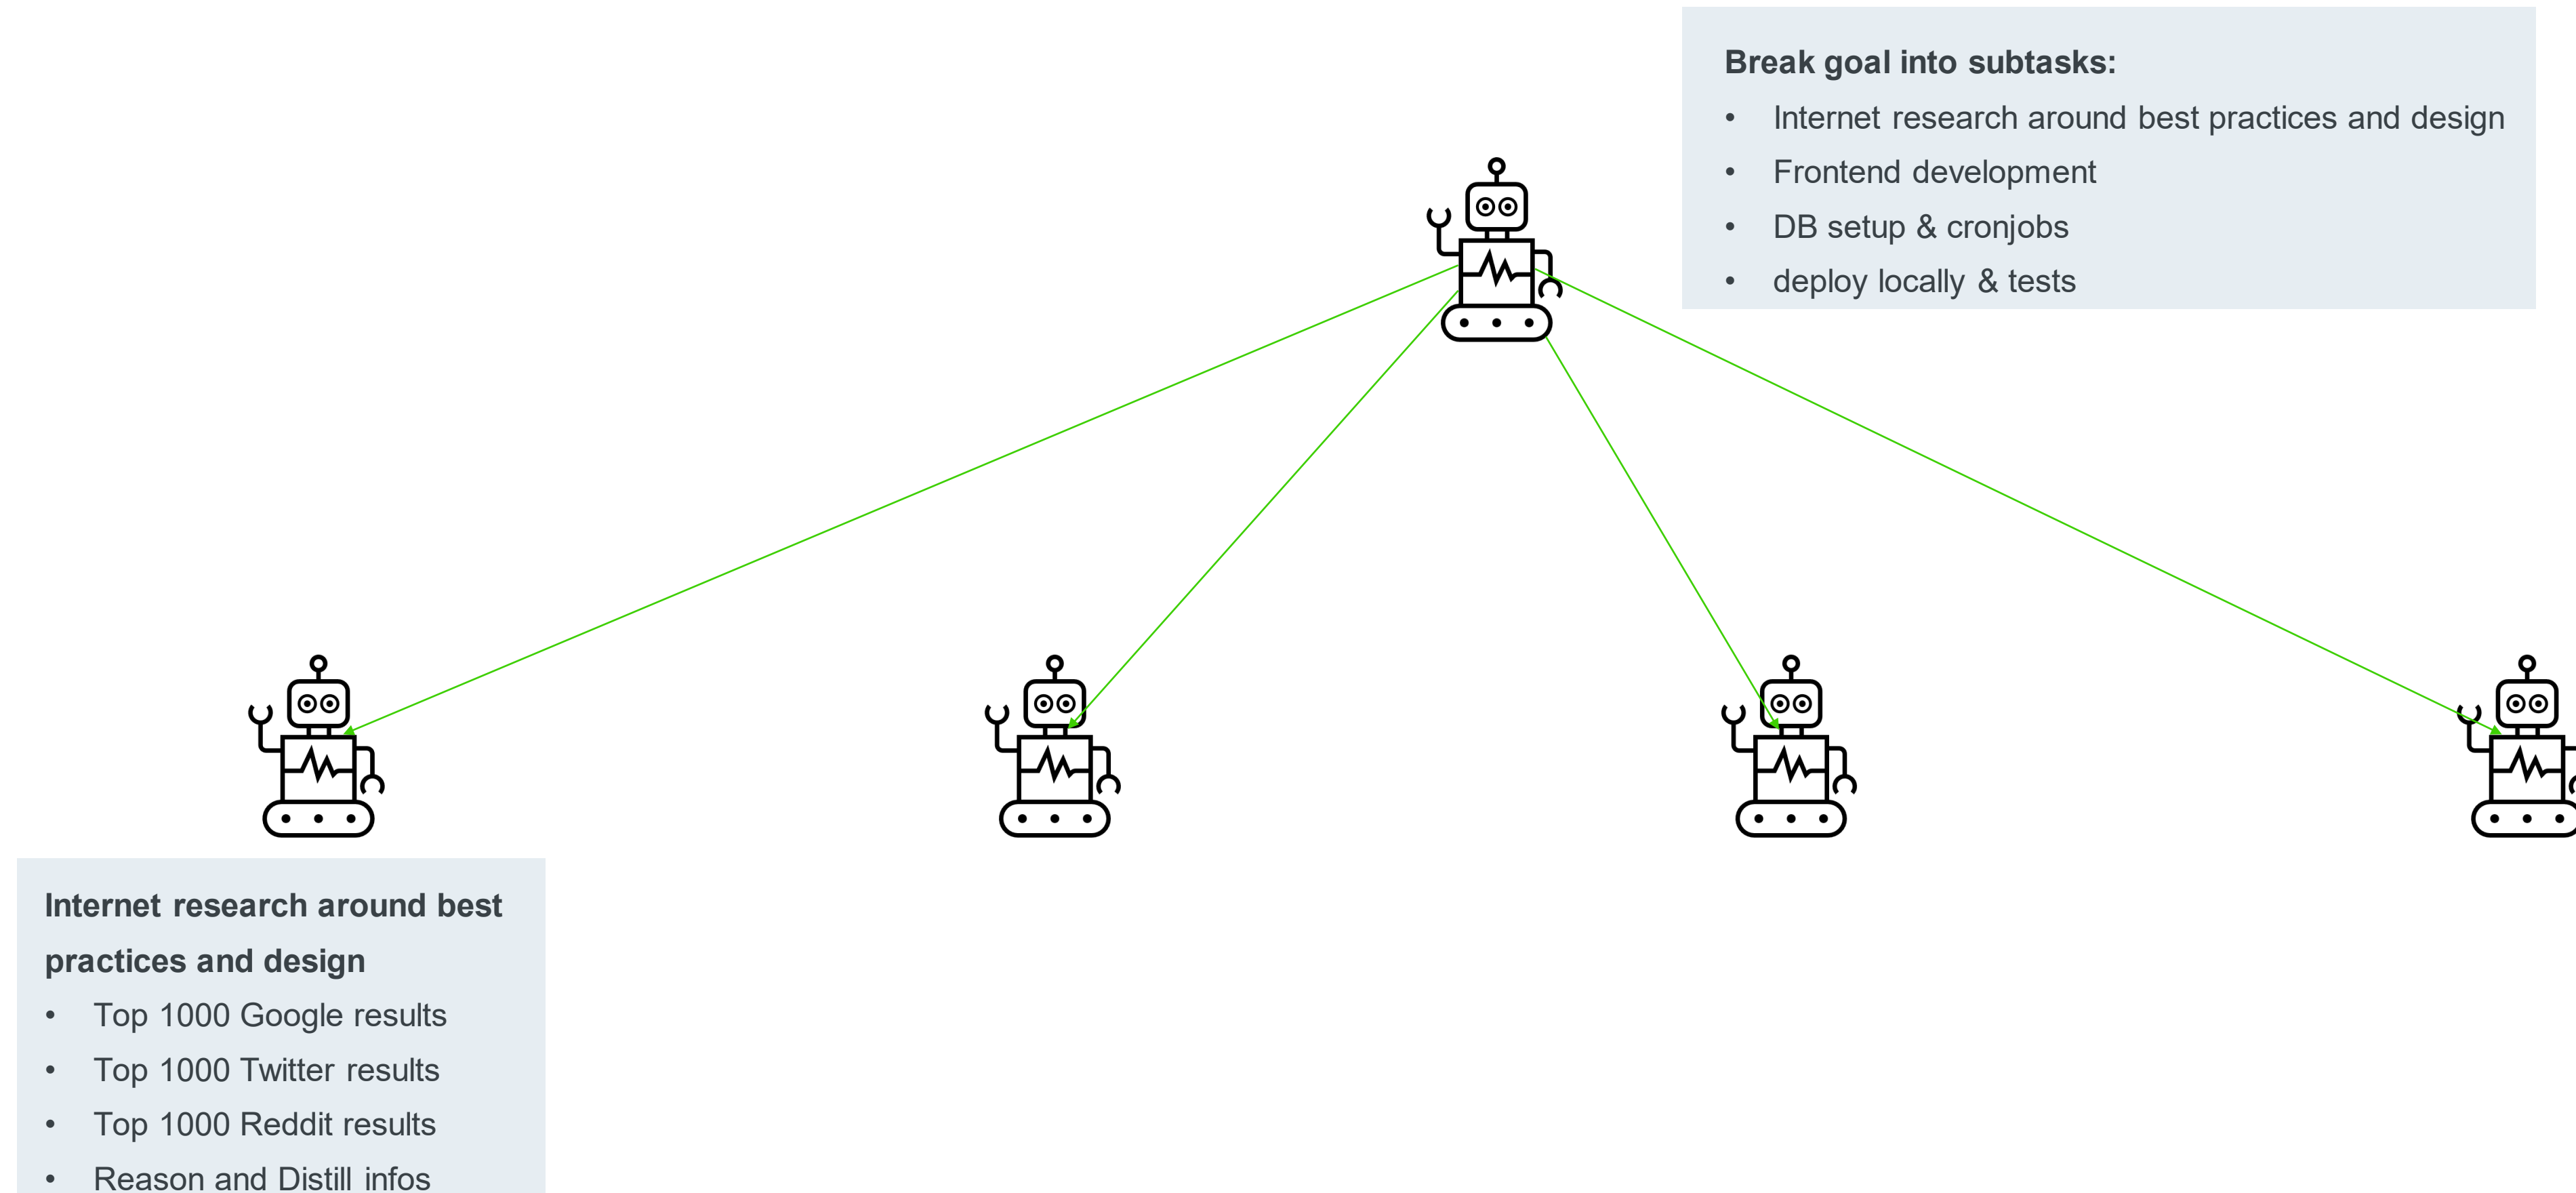 Break goal into subtasks:
• Internet research around best practices and design
• Frontend development
• DB setup & cronjobs
• deploy locally & tests
Internet research around best
practices and design
• Top 1000 Google results
• Top 1000 Twitter results
• Top 1000 Reddit results
• Reason and Distill infos